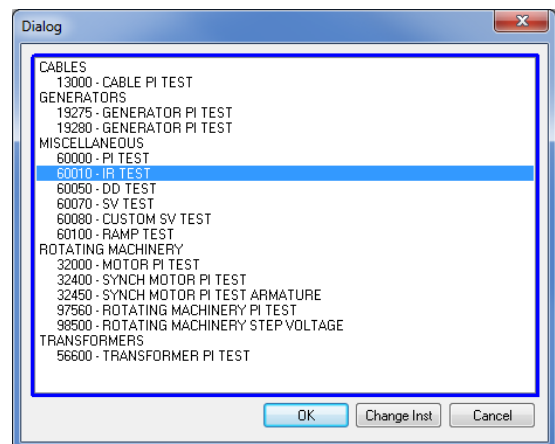 Dialog
CABLES
13000 - CABLE PI TEST
GENERATORS
19275 - GENERATOR PI TEST
19280 - GENERATOR PI TEST
MISCELLANEOUS
60000 - PI TEST
60010 - IR TEST
60050 - DD TEST
60070 - SV TEST
60080 - CUSTOM SV TEST
60100 - RAMP TEST
ROTATING MACHINERY
32000 - MOTOR PI TEST
32400 - SYNCH MOTOR PI TEST
32450 - SYNCH MOTOR PI TEST ARMATURE
97560 - ROTATING MACHINERY PI TEST
98500 - ROTATING MACHINERY STEP VOLTAGE
TRANSFORMERS
56600 - TRANSFORMER PI TEST
OK Change Inst Cancel